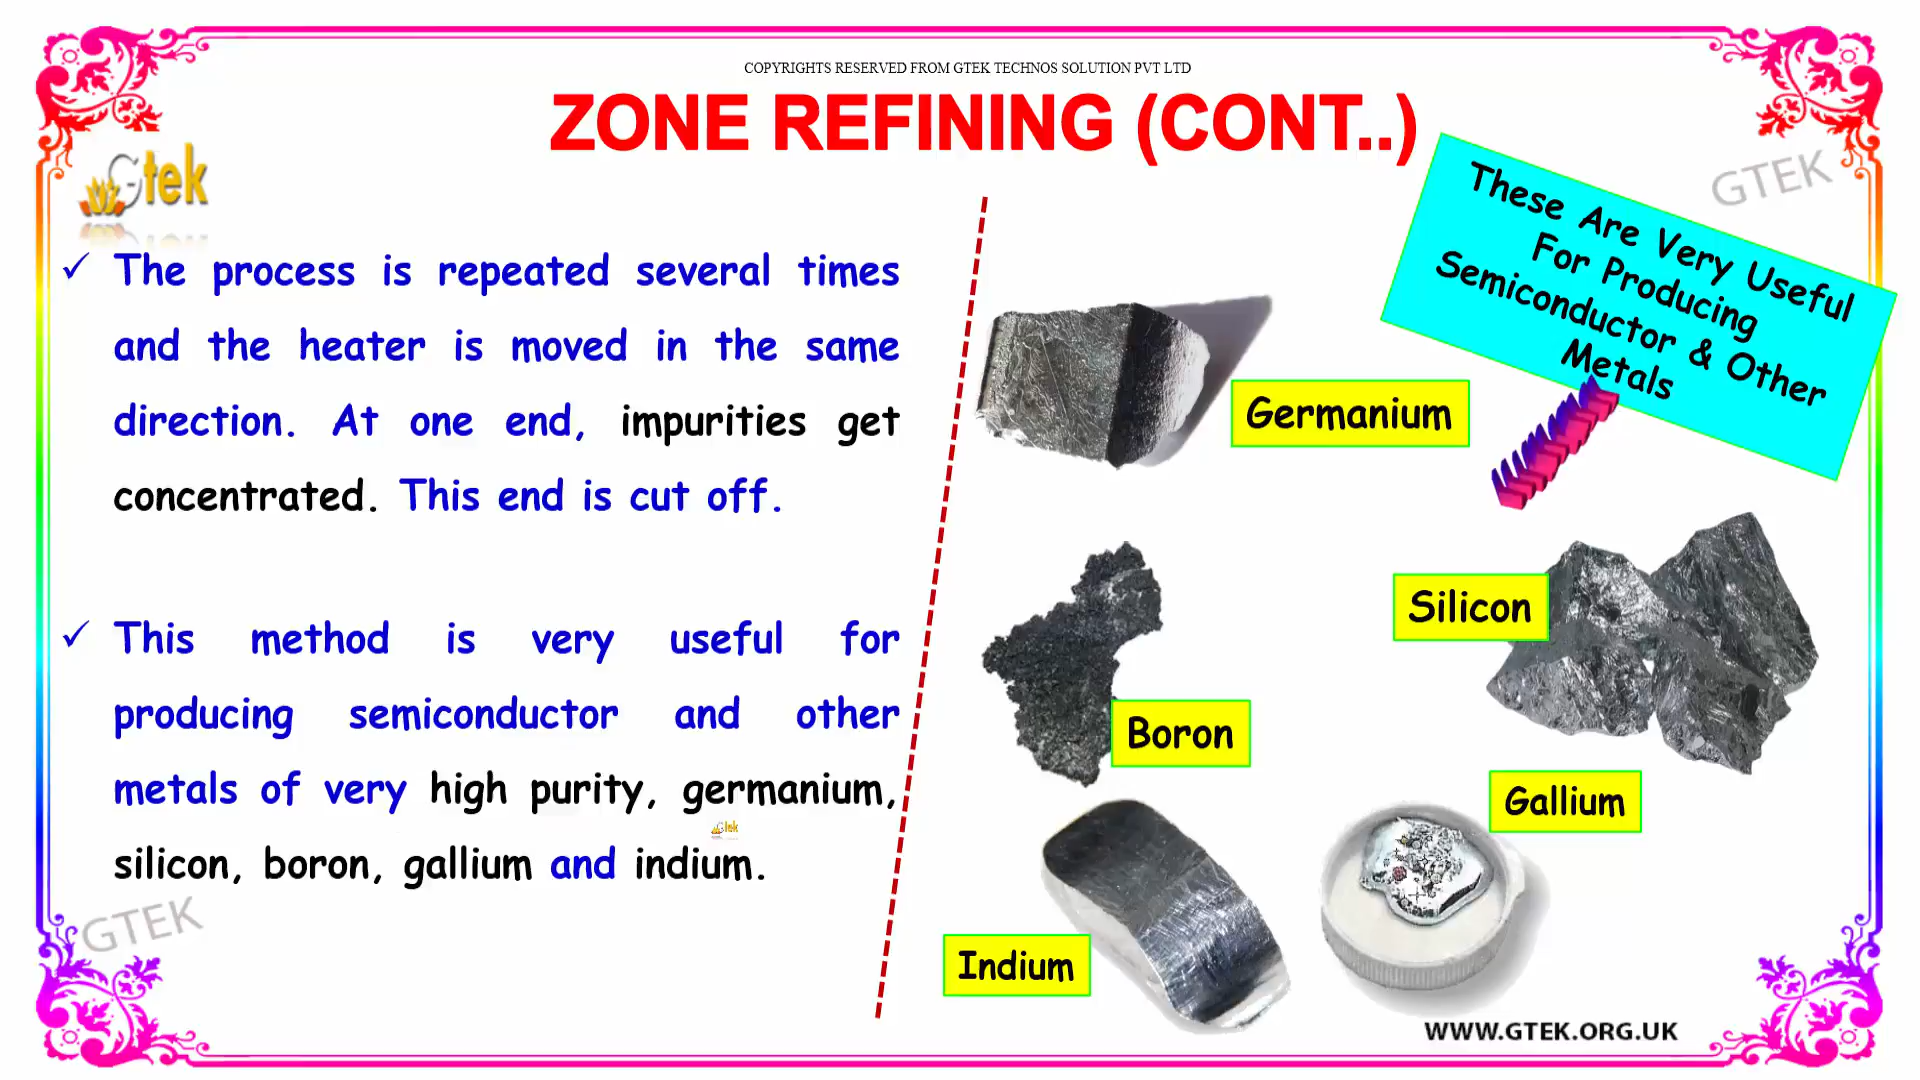 COPYRIGHTS RESERVED FROM GTEK TECHNOS SOLUTION PVT LTD
ZONE REFINING (CONT..)
Gtek
GTEK
These Are Very Useful
For Producing
Semiconductor & Other
Metals
✓ The process is repeated several times
and the heater is moved in the same
direction. At one end, impurities get
concentrated. This end is cut off.
✓ This method is very useful for
producing semiconductor and other
metals of very high purity, germanium,
silicon, boron, gallium and indium.
Gtek
GTEK
Germanium
Silicon
Boron
Gallium
Indium
WWW.GTEK.ORG.UK